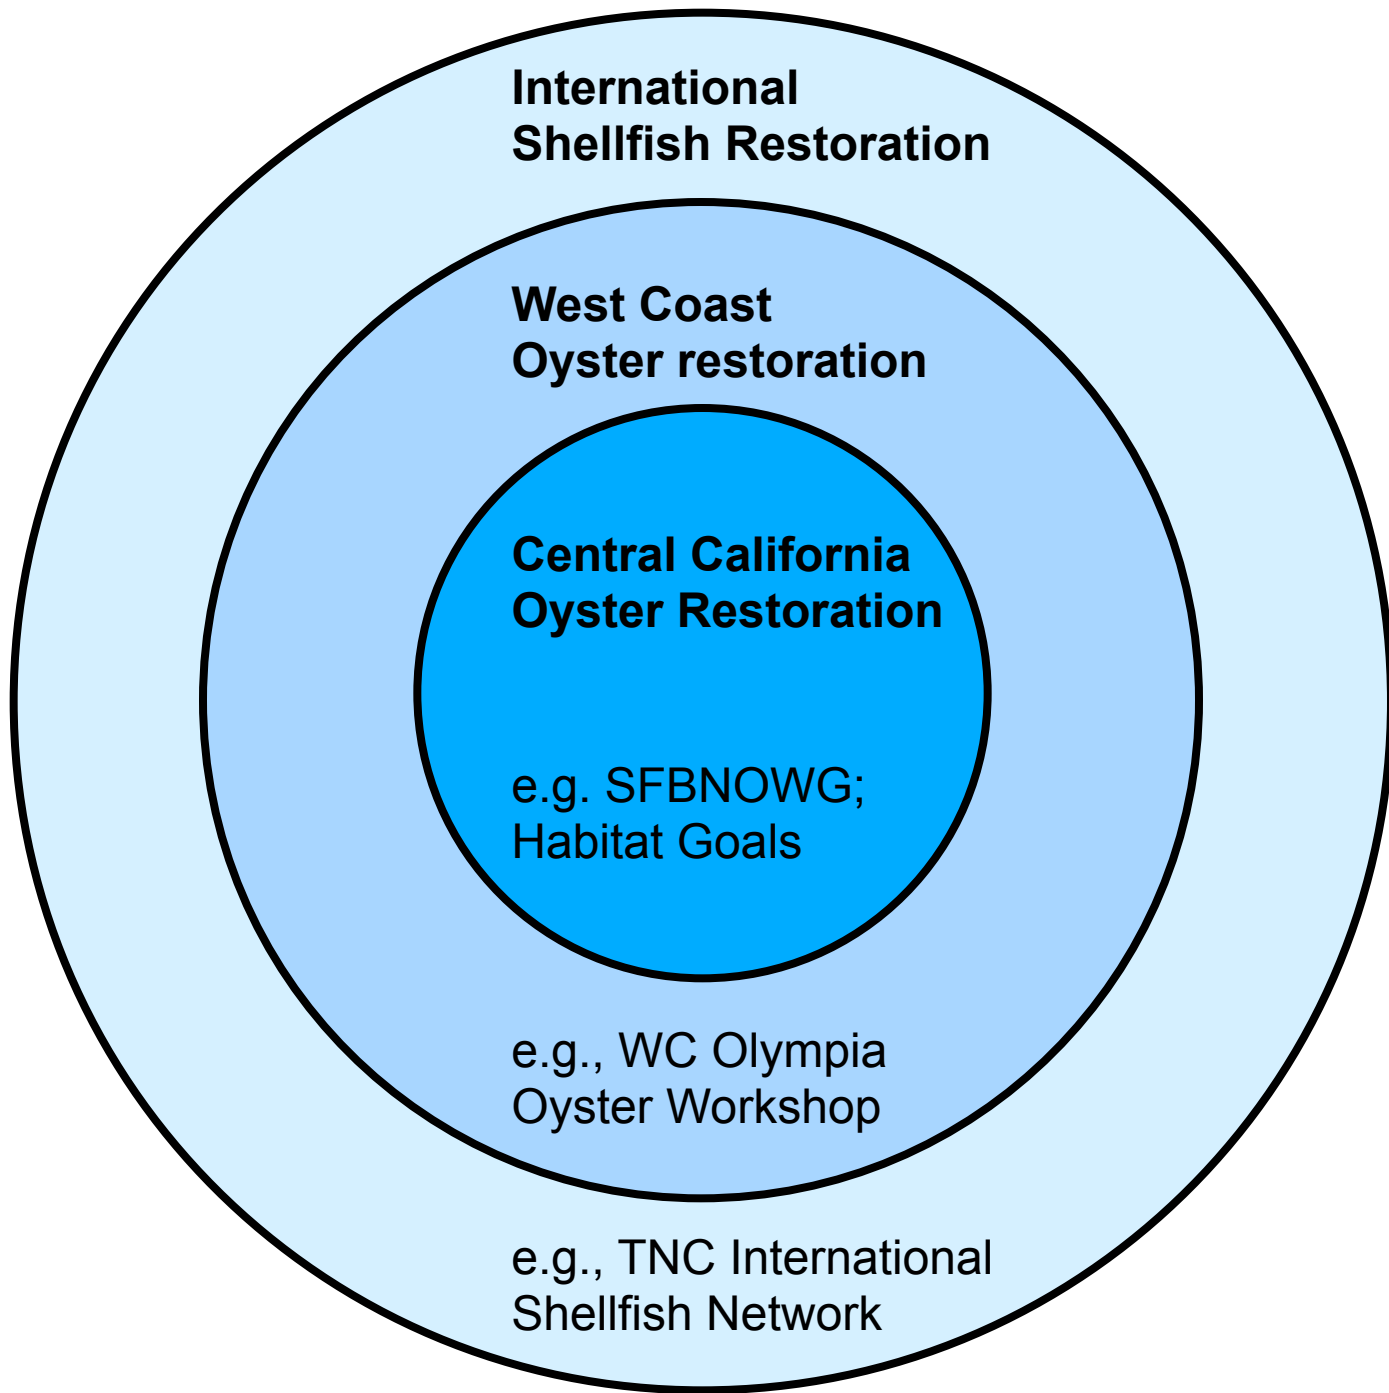 International
Shellfish Restoration
West Coast
Oyster restoration
Central California
Oyster Restoration
e.g. SFBNOWG;
Habitat Goals
e.g., WC Olympia
Oyster Workshop
e.g., TNC International
Shellfish Network